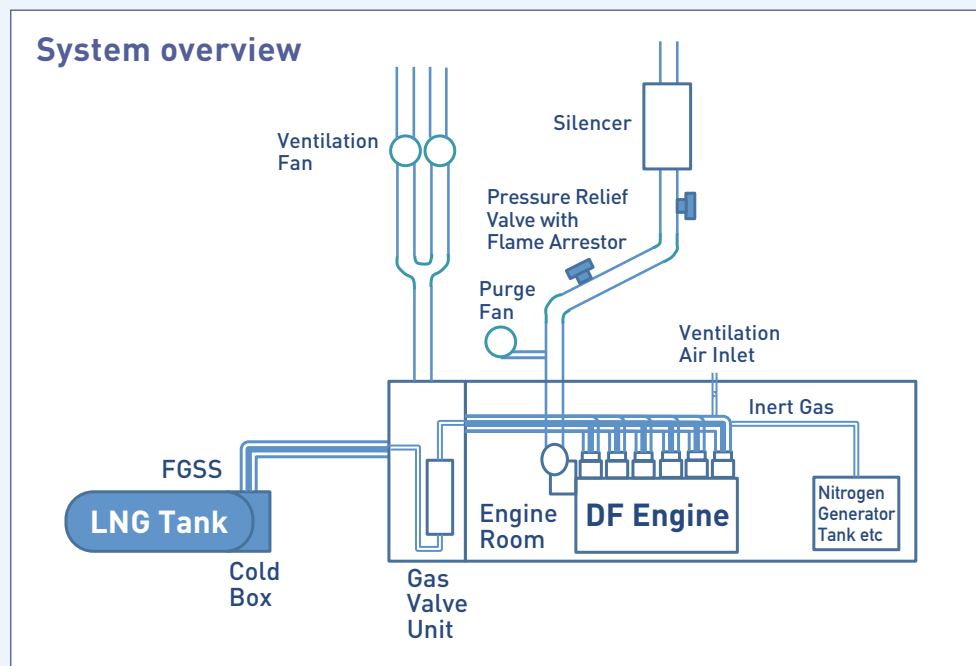 System overview
Ventilation
Fan
Silencer
Pressure Relief
Valve with
Flame Arrestor
Purge
Fan
Ventilation
Air Inlet
Inert Gas
FGSS
LNG Tank
Cold
Box
Gas
Valve
Unit
Engine
Room
DF Engine
Nitrogen
Generator
Tank etc